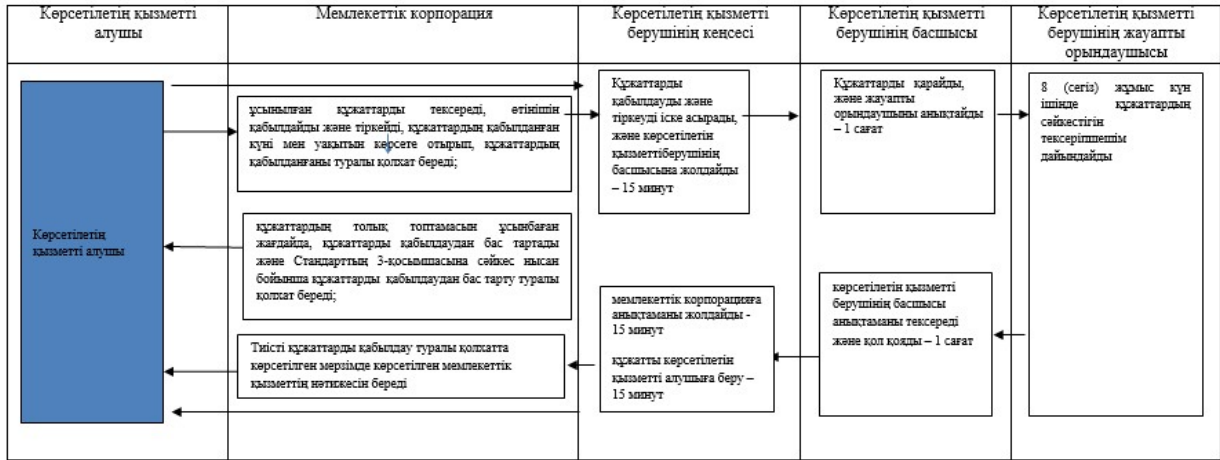 Көрсетілетің қызметті
алушы
Мемлекеттік корпорация
Көрсетілетің қызметті
берушінің кеңсесі
Көрсетілетің қызметті
берушінің басшысы
Көрсетілетің қызметті
берушінің жауапты
орындаушысы
Көрсетілетің
қызметті алушы
ұсынылған құжаттарды тексереді, өтінішін
қабылдайды және тіркейді, құжаттардың қабылданған
күні мен уақытын көрсете отырып, құжаттардың
қабылданғаны туралы қолхат береді;
құжаттардың толық топтамасын ұсынбаған
жағдайда, құжаттарды қабылдаудан бас тартады
және Стандарттың 3-қосымшасына сәйкес нысан
бойынша құжаттарды қабылдаудан бас тарту туралы
қолхат береді;
Тиісті құжаттарды қабылдау туралы қолхатта
көрсетілген мерзімде көрсетілген мемлекеттік
қызметтің нәтижесін береді
Құжаттарды
қабылдауды және
тіркеуді іске асырады,
және көрсетілетін
қызметтіберушінің
басшысына жолдайды
– 15 минут
мемлекеттік корпорацияға
анықтаманы жолдайды -
15 минут
құжатты көрсетілетін
қызметті алушыға беру –
15 минут
Құжаттарды қарайды,
және жауапты
орындаушыны анықтайды
– 1 сағат
көрсетілетін қызметті
берушінің басшысы
анықтаманы тексереді
және қол қояды – 1 сағат
8 (сегіз) жұмыс күн
ішінде құжаттардың
сәйкестігін
тексеріпшешім
дайындайды